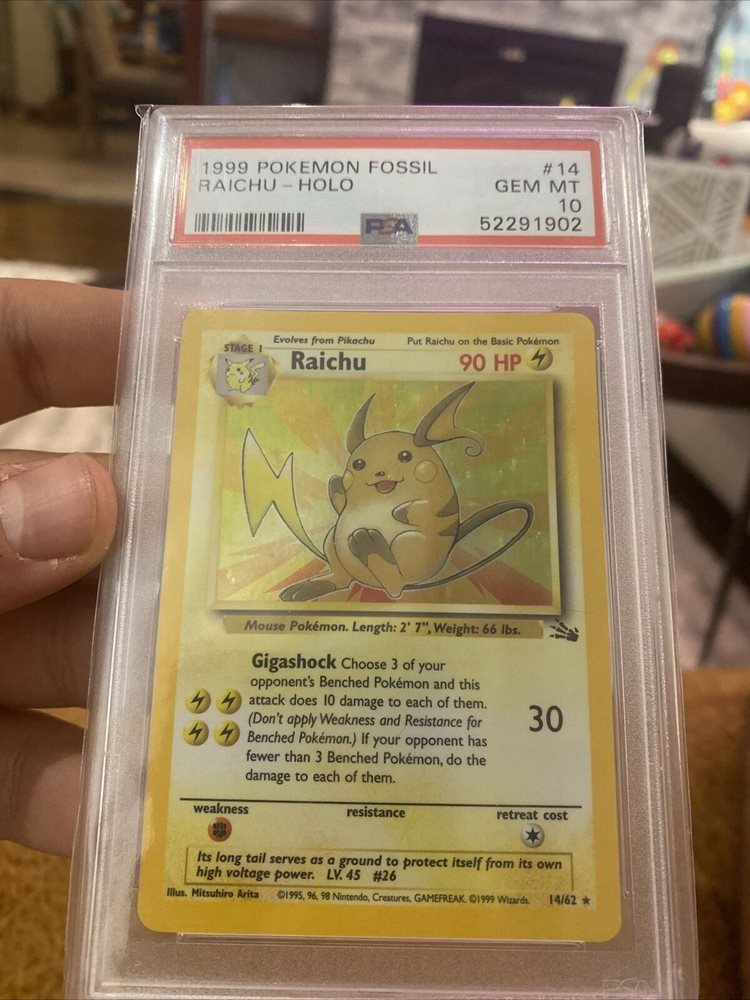 1999 POKEMON FOSSIL #14
RAICHU - HOLO GEM MT
10
PSA 52291902
Evolves from Pikachu Put Raichu on the Basic Pokémon
STAGE 1 Raichu 90 HP
Mouse Pokémon. Length: 2' 7", Weight: 66 lbs.
Gigashock Choose 3 of your
opponent's Benched Pokémon and this
attack does 10 damage to each of them.
(Don't apply Weakness and Resistance for
Benched Pokémon.) If your opponent has
fewer than 3 Benched Pokémon, do the
damage to each of them.
30
weakness resistance retreat cost
Its long tail serves as a ground to protect itself from its own
high voltage power. LV. 45 #26
Illus. Mitsuhiro Arita ©1995, 96, 98 Nintendo, Creatures, GAMEFREAK. ©1999 Wizards. 14/62 ★
PSA